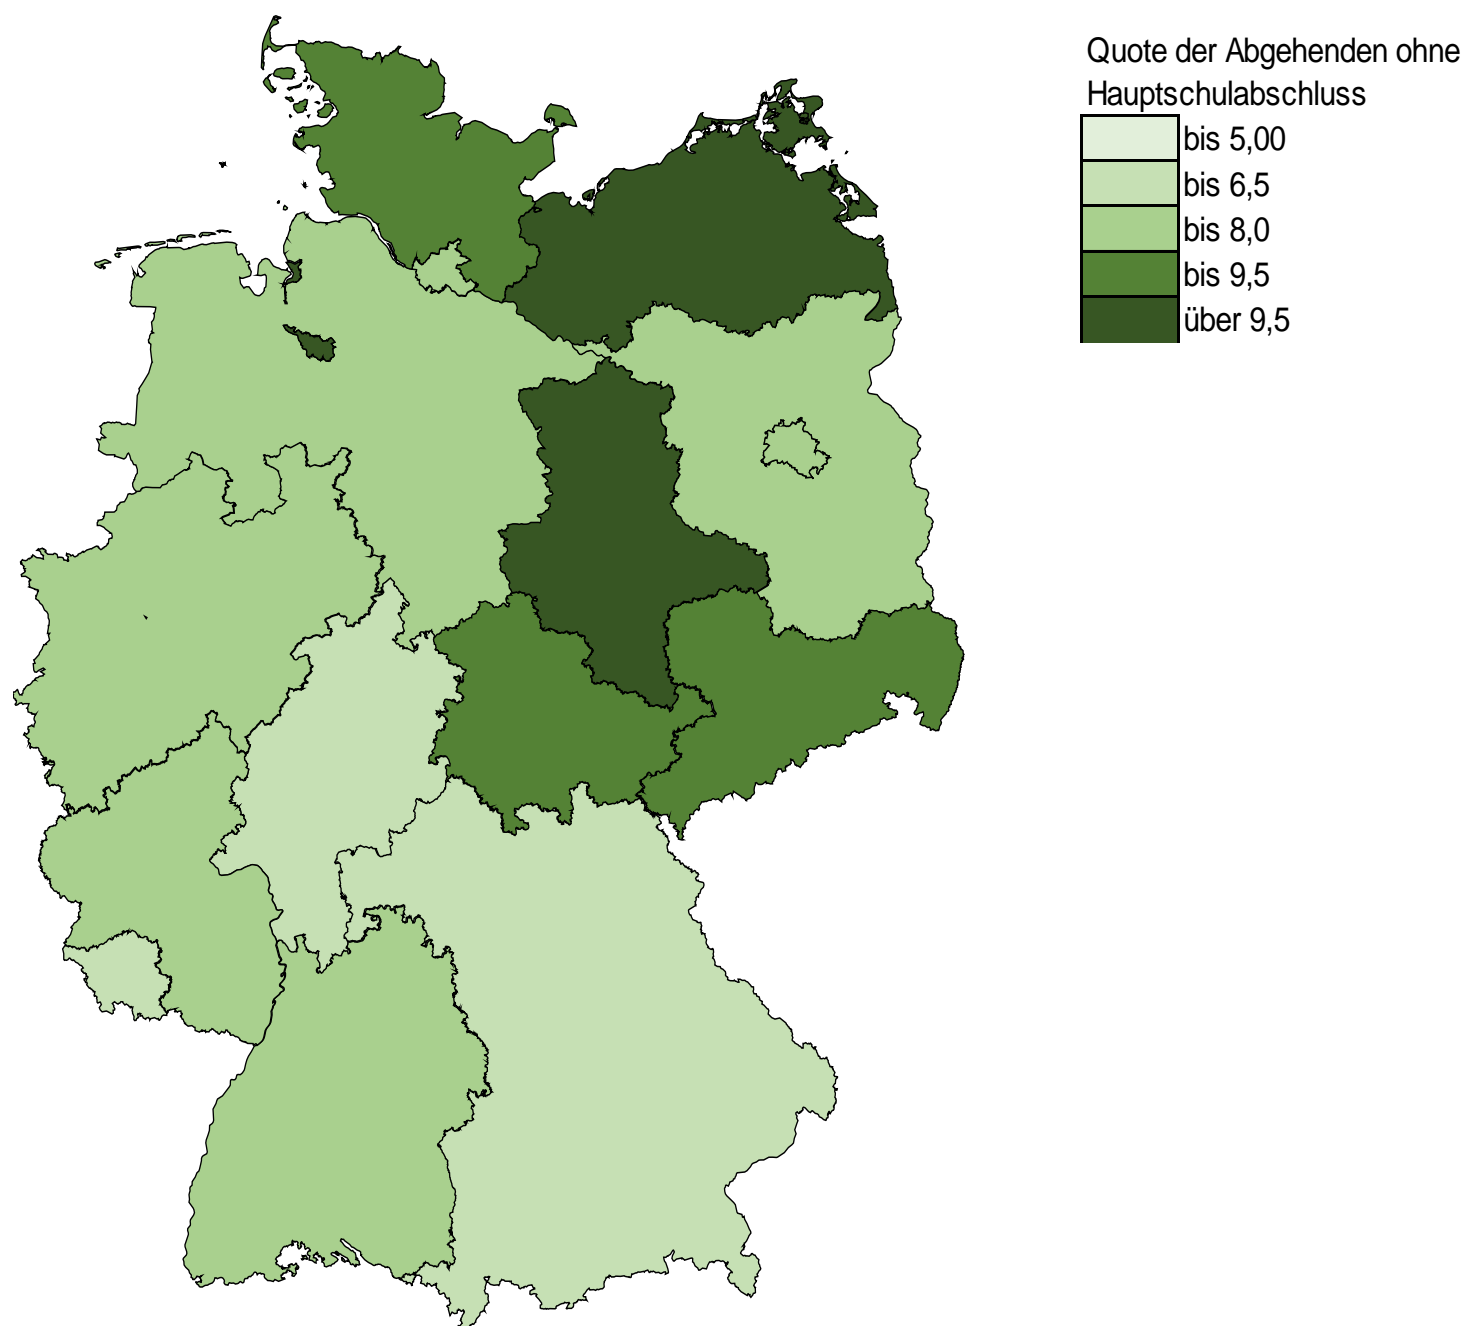 Quote der Abgehenden ohne
Hauptschulabschluss
bis 5,00
bis 6,5
bis 8,0
bis 9,5
über 9,5